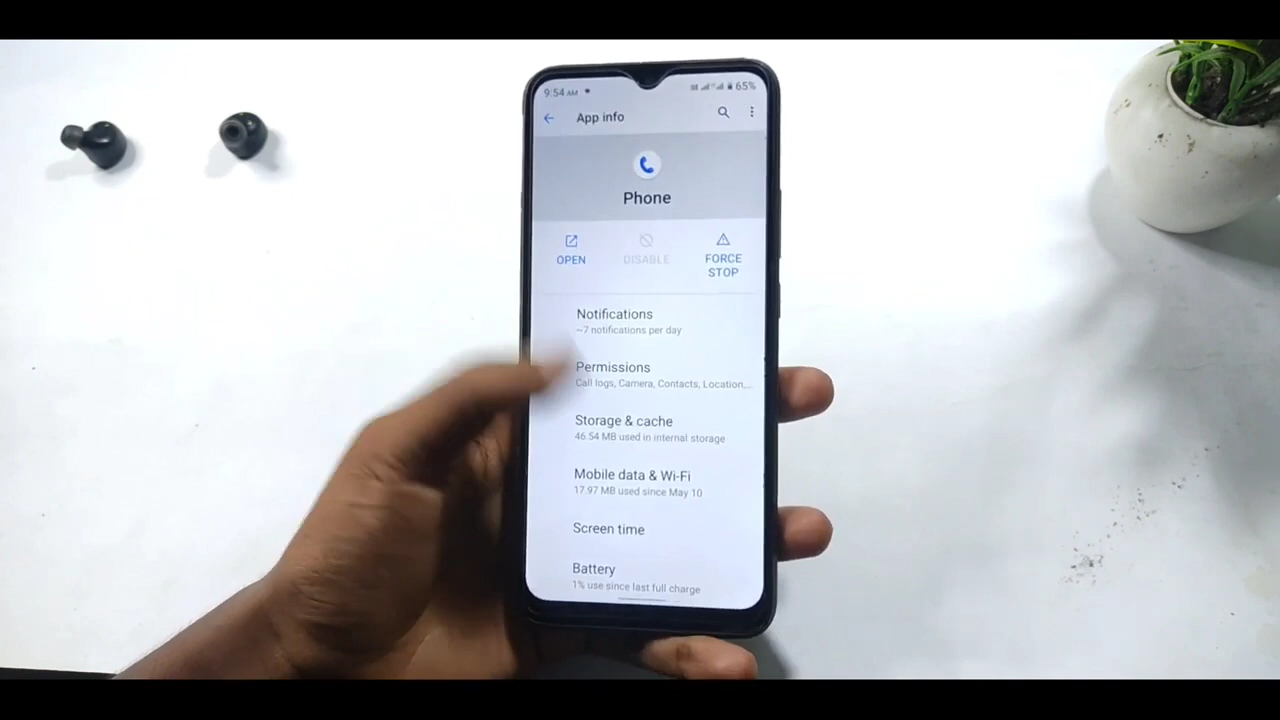 9:54 AM 65%
App info
Phone
OPEN DISABLE FORCE STOP
Notifications
~7 notifications per day
Permissions
Call logs, Camera, Contacts, Location,...
Storage & cache
46.54 MB used in internal storage
Mobile data & Wi-Fi
17.97 MB used since May 10
Screen time
Battery
1% use since last full charge